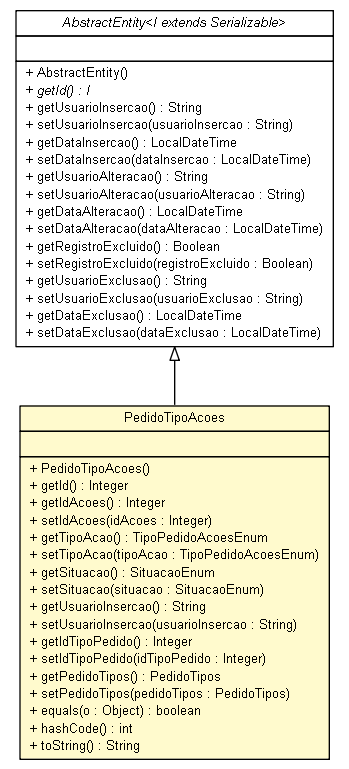 AbstractEntity<I extends Serializable>
+ AbstractEntity()
+ getId() : I
+ getUsuarioInsercao() : String
+ setUsuarioInsercao(usuarioInsercao : String)
+ getDataInsercao() : LocalDateTime
+ setDataInsercao(dataInsercao : LocalDateTime)
+ getUsuarioAlteracao() : String
+ setUsuarioAlteracao(usuarioAlteracao : String)
+ getDataAlteracao() : LocalDateTime
+ setDataAlteracao(dataAlteracao : LocalDateTime)
+ getRegistroExcluido() : Boolean
+ setRegistroExcluido(registroExcluido : Boolean)
+ getUsuarioExclusao() : String
+ setUsuarioExclusao(usuarioExclusao : String)
+ getDataExclusao() : LocalDateTime
+ setDataExclusao(dataExclusao : LocalDateTime)
PedidoTipoAcoes
+ PedidoTipoAcoes()
+ getId() : Integer
+ getIdAcoes() : Integer
+ setIdAcoes(idAcoes : Integer)
+ getTipoAcao() : TipoPedidoAcoesEnum
+ setTipoAcao(tipoAcao : TipoPedidoAcoesEnum)
+ getSituacao() : SituacaoEnum
+ setSituacao(situacao : SituacaoEnum)
+ getUsuarioInsercao() : String
+ setUsuarioInsercao(usuarioInsercao : String)
+ getIdTipoPedido() : Integer
+ setIdTipoPedido(idTipoPedido : Integer)
+ getPedidoTipos() : PedidoTipos
+ setPedidoTipos(pedidoTipos : PedidoTipos)
+ equals(o : Object) : boolean
+ hashCode() : int
+ toString() : String